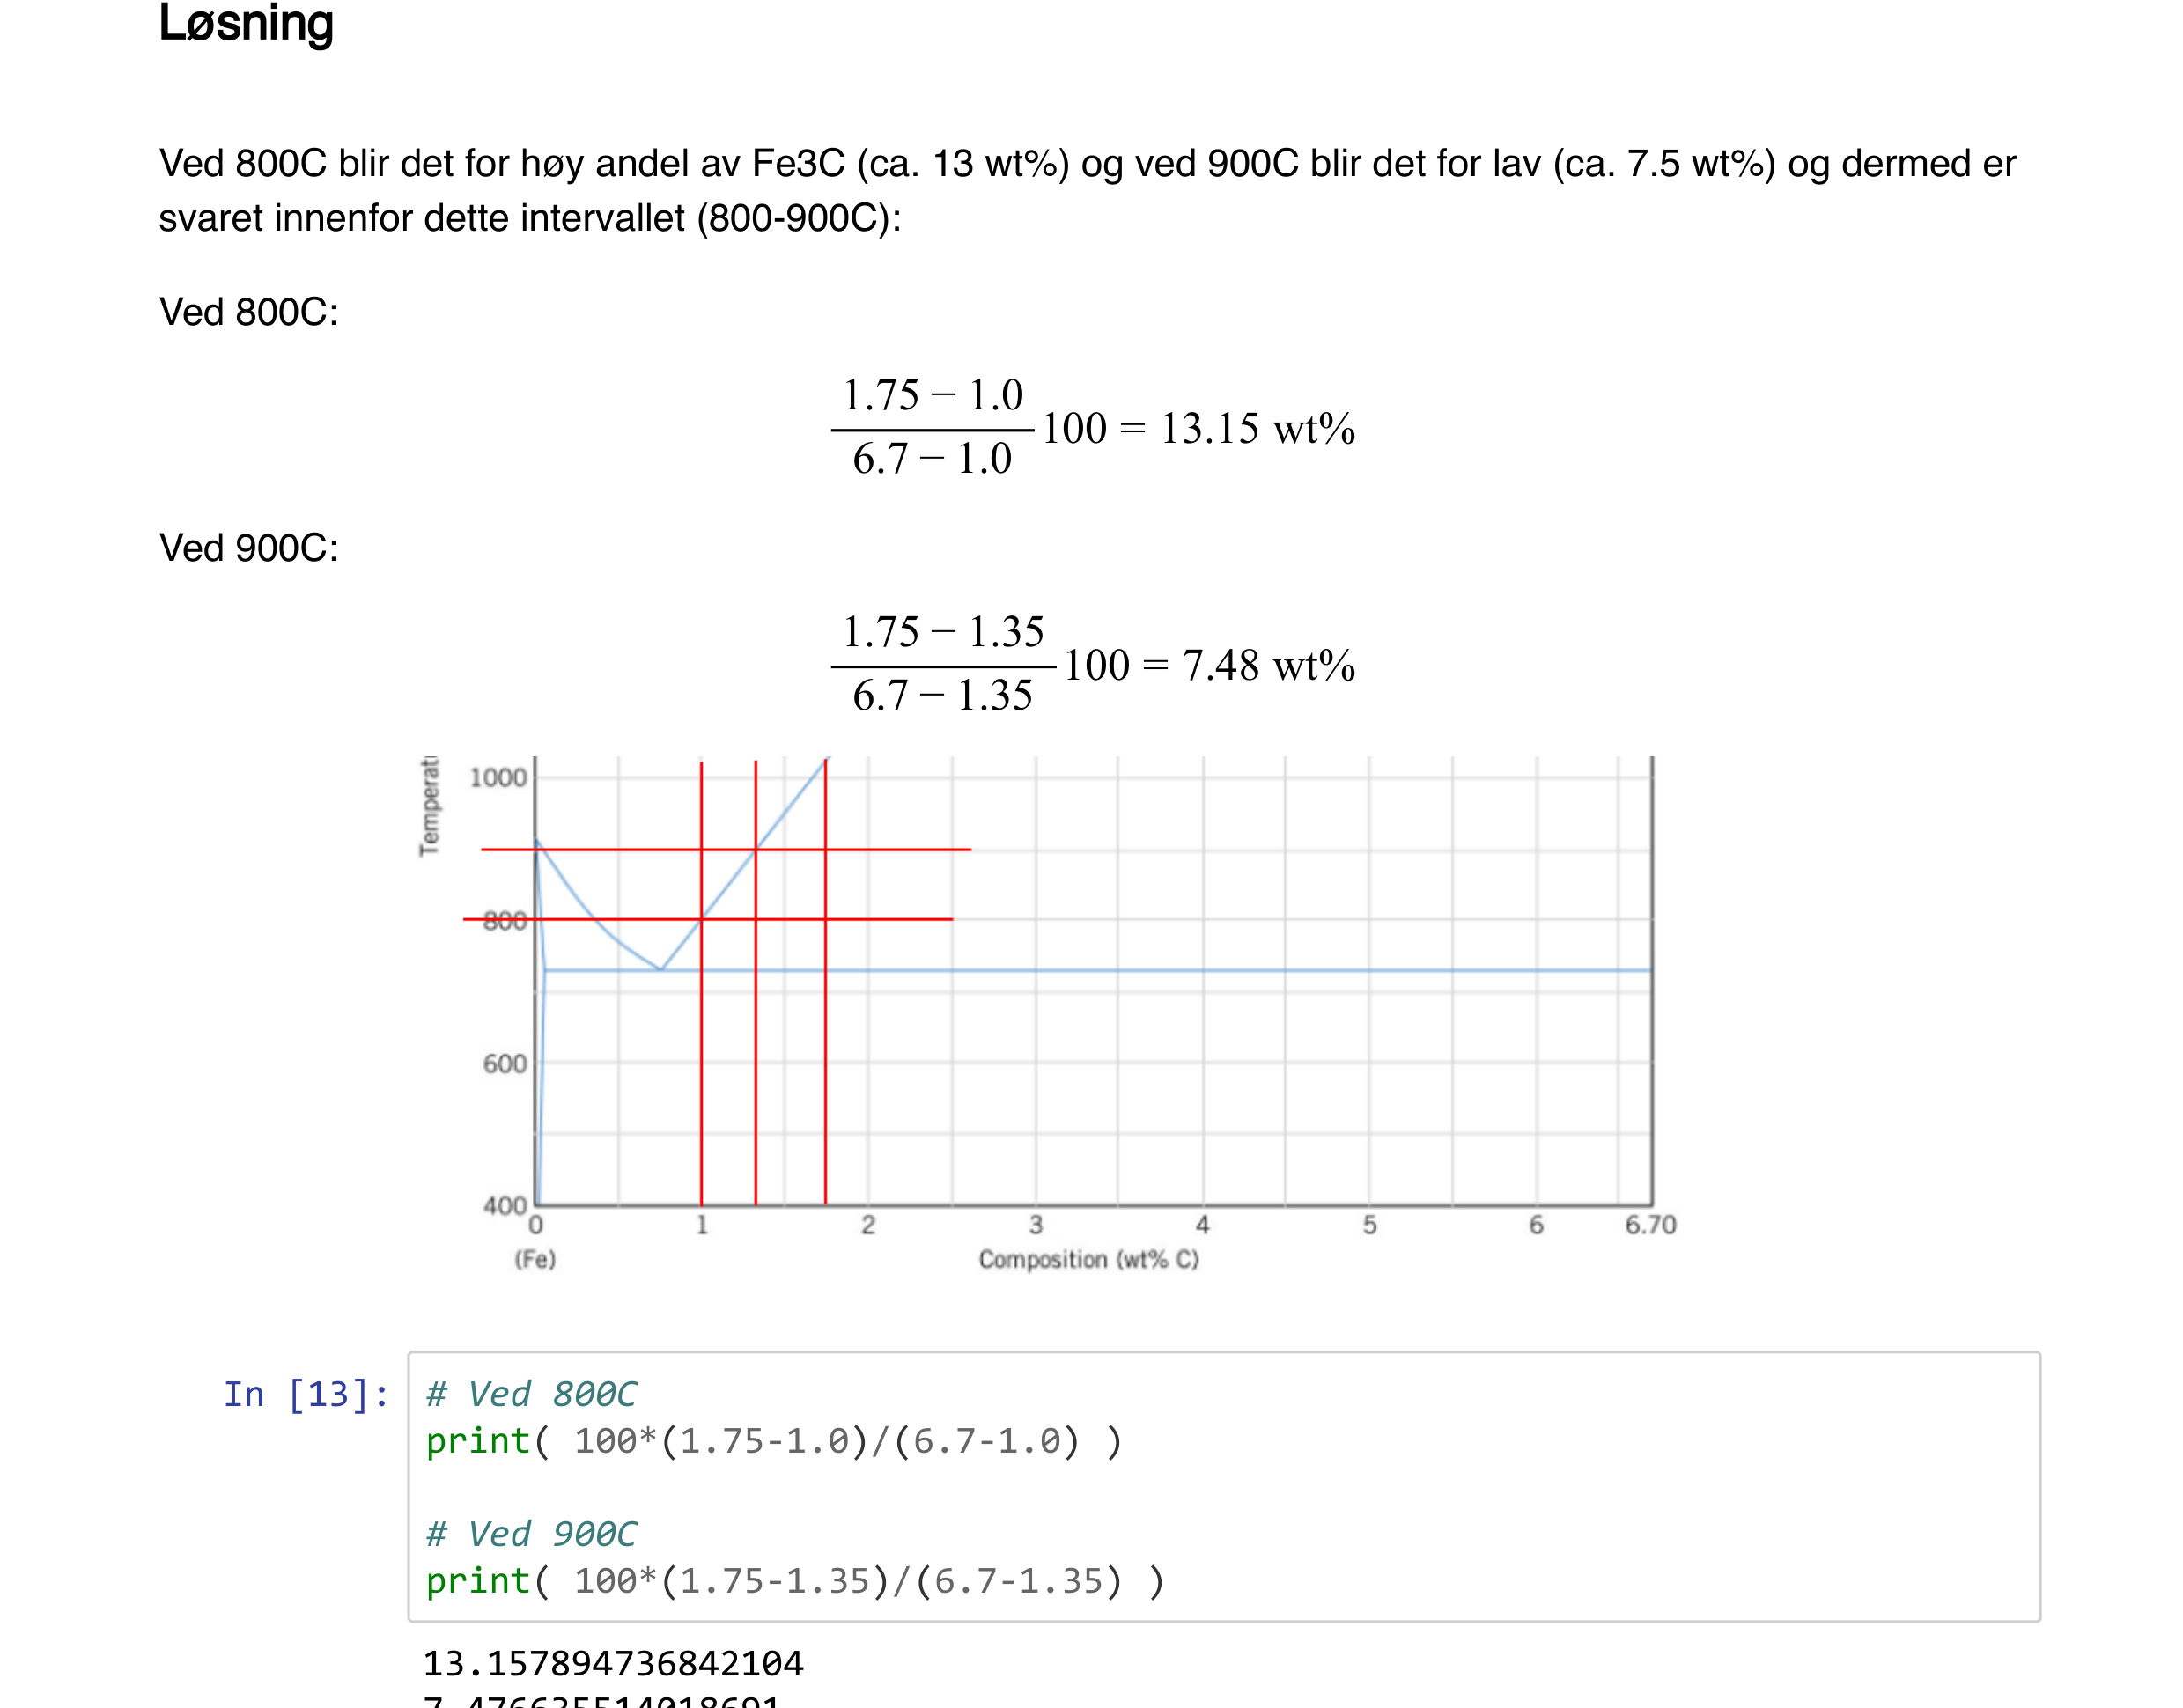 Løsning
Ved 800C blir det for høy andel av Fe3C (ca. 13 wt%) og ved 900C blir det for lav (ca. 7.5 wt%) og dermed er
svaret innenfor dette intervallet (800-900C):
Ved 800C:
1.75 − 1.0
6.7 − 1.0
100 = 13.15 wt%
Ved 900C:
1.75 − 1.35
6.7 − 1.35
100 = 7.48 wt%
Temperat
1000
800
600
400
0 1 2 3 4 5 6 6.70
(Fe) Composition (wt% C)
In [13]:
# Ved 800C
print( 100*(1.75-1.0)/(6.7-1.0) )
# Ved 900C
print( 100*(1.75-1.35)/(6.7-1.35) )
13.157894736842104
7.476635514018691